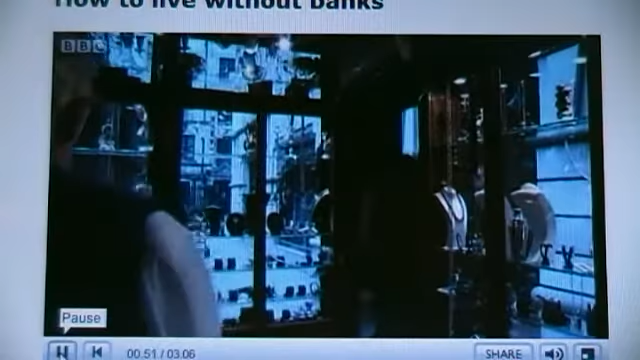 How to live without banks
BBC
Pause
00.51 / 03.06
SHARE